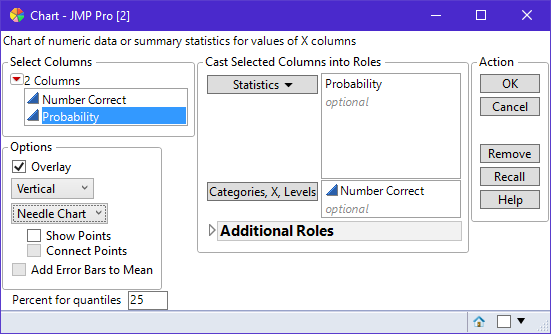 Chart - JMP Pro [2]
Chart of numeric data or summary statistics for values of X columns
Select Columns
2 Columns
Number Correct
Probability
Options
Overlay
Vertical
Needle Chart
Show Points
Connect Points
Add Error Bars to Mean
Percent for quantiles 25
Cast Selected Columns into Roles
Statistics
Probability
optional
Categories, X, Levels
Number Correct
optional
Additional Roles
Action
OK
Cancel
Remove
Recall
Help